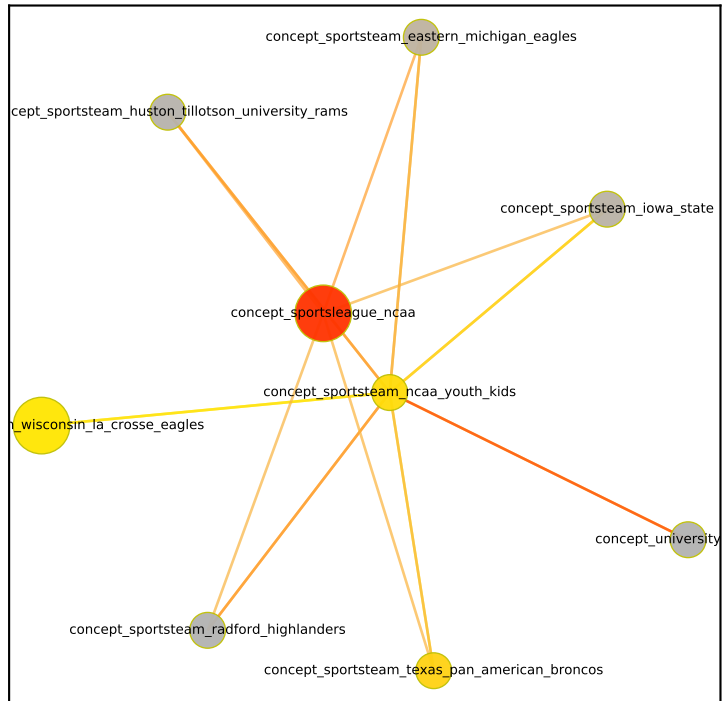 concept_sportsteam_eastern_michigan_eagles
cept_sportsteam_huston_tillotson_university_rams
concept_sportsteam_iowa_state
concept_sportsleague_ncaa
concept_sportsteam_ncaa_youth_kids
n_wisconsin_la_crosse_eagles
concept_university
concept_sportsteam_radford_highlanders
concept_sportsteam_texas_pan_american_broncos